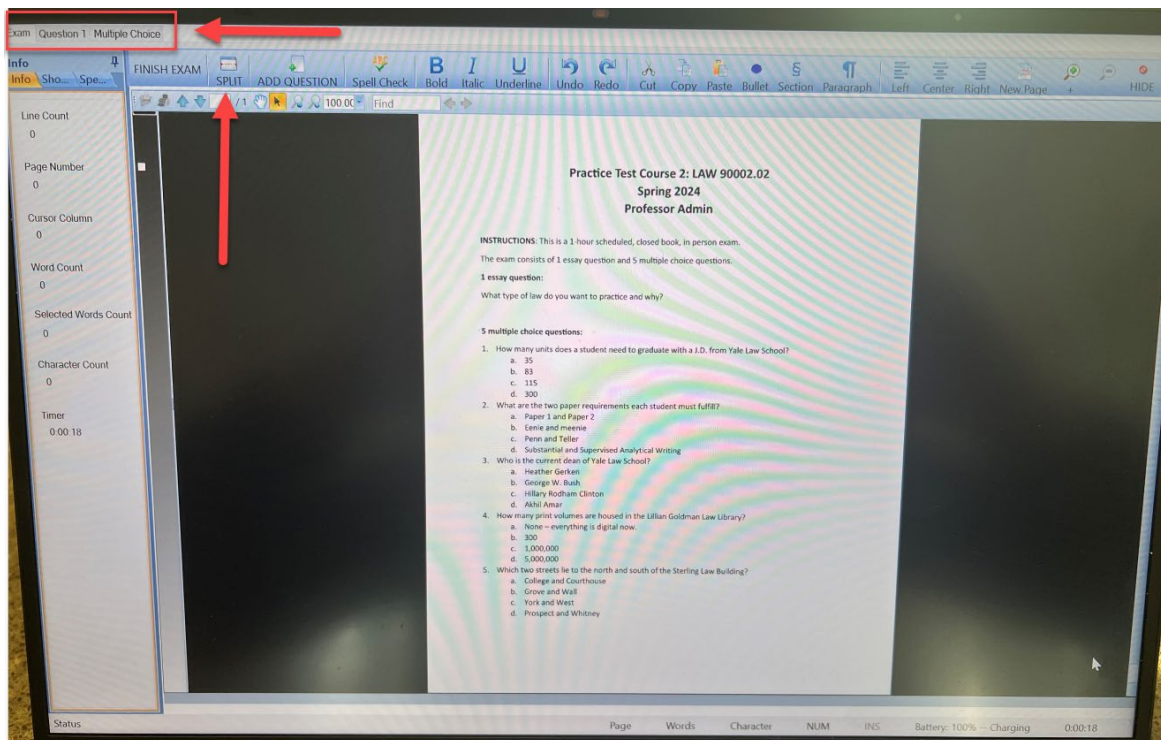 Exam Question 1 Multiple Choice
Info
Info Sho... Spe...
FINISH EXAM SPLIT ADD QUESTION Spell Check Bold Italic Underline Undo Redo Cut Copy Paste Bullet Section Paragraph Left Center Right New Page + - HIDE
/ 1 100.00 Find
Line Count
0
Page Number
0
Cursor Column
0
Word Count
0
Selected Words Count
0
Character Count
0
Timer
0:00:18
Practice Test Course 2: LAW 90002.02
Spring 2024
Professor Admin
INSTRUCTIONS: This is a 1-hour scheduled, closed book, in person exam.
The exam consists of 1 essay question and 5 multiple choice questions.
1 essay question:
What type of law do you want to practice and why?
5 multiple choice questions:
1. How many units does a student need to graduate with a J.D. from Yale Law School?
a. 35
b. 83
c. 115
d. 300
2. What are the two paper requirements each student must fulfill?
a. Paper 1 and Paper 2
b. Eenie and meenie
c. Penn and Teller
d. Substantial and Supervised Analytical Writing
3. Who is the current dean of Yale Law School?
a. Heather Gerken
b. George W. Bush
c. Hillary Rodham Clinton
d. Akhil Amar
4. How many print volumes are housed in the Lillian Goldman Law Library?
a. None – everything is digital now.
b. 300
c. 1,000,000
d. 5,000,000
5. Which two streets lie to the north and south of the Sterling Law Building?
a. College and Courthouse
b. Grove and Wall
c. York and West
d. Prospect and Whitney
Status Page Words Character NUM INS Battery: 100% -- Charging 0:00:18